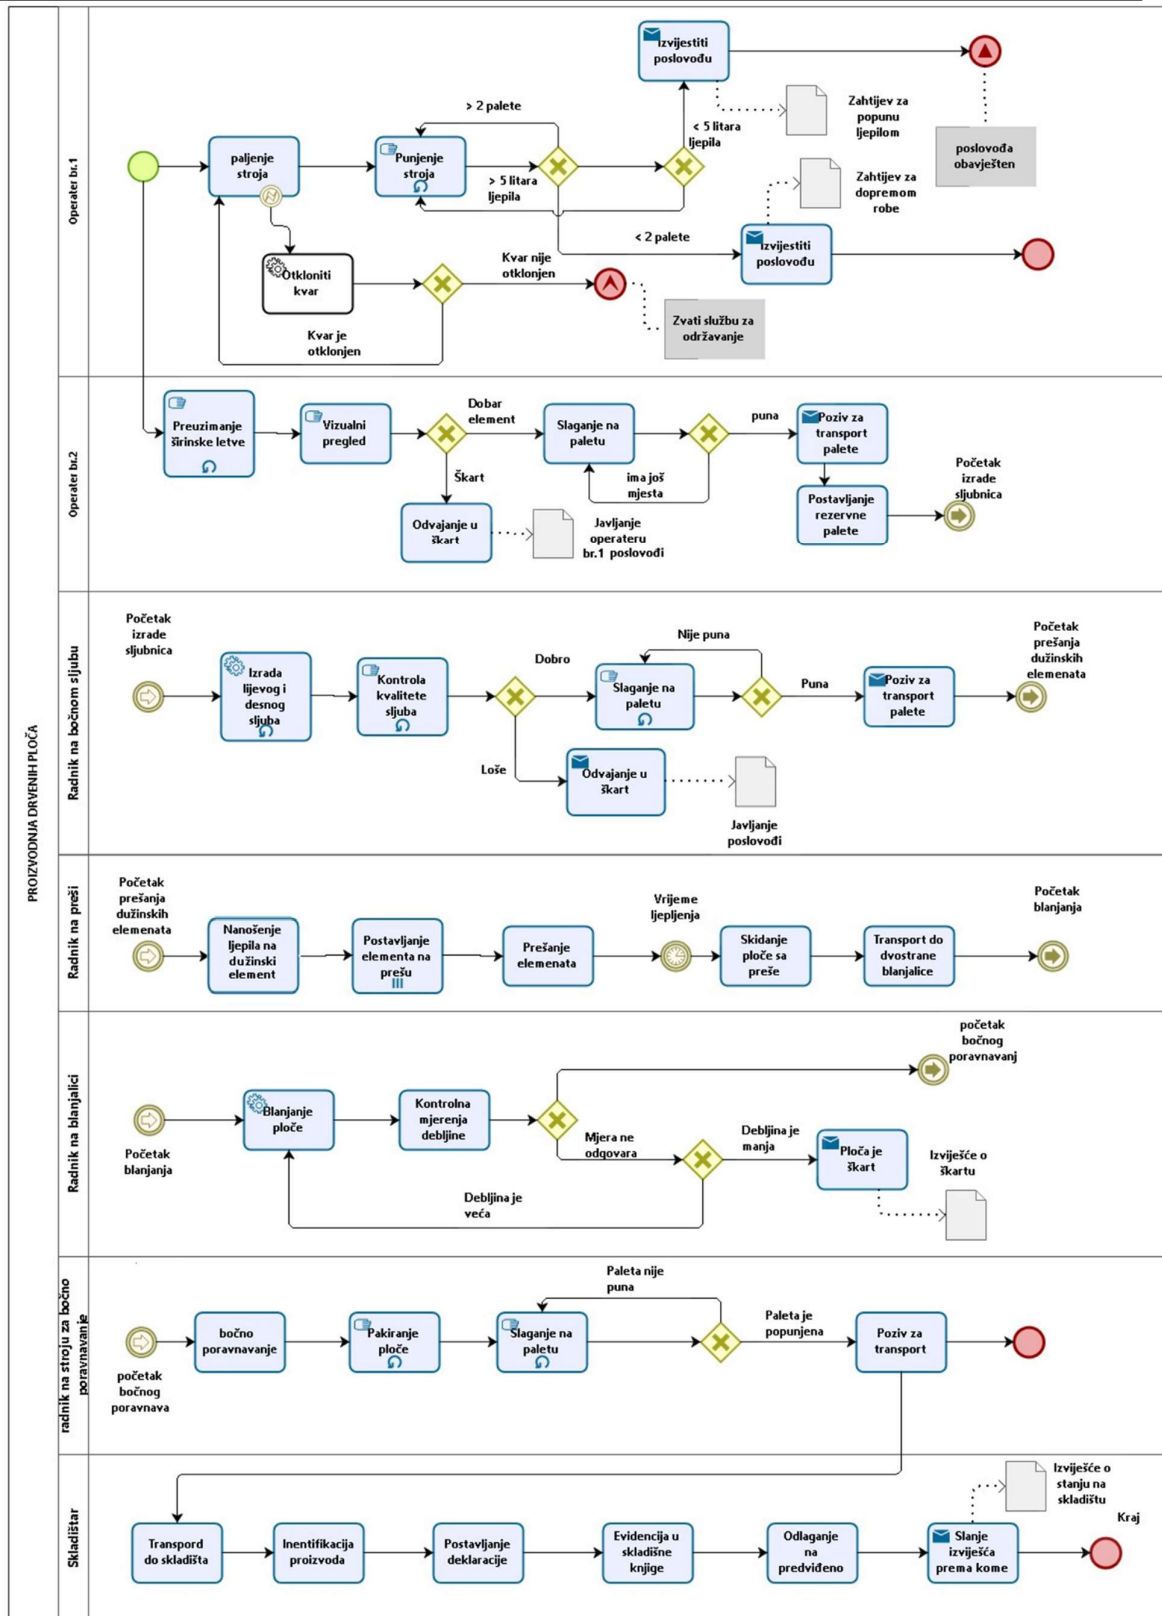 PROIZVODNJA DRVENIH PLOČA
Operater br.1
> 2 palete
Izvijestiti
poslovođu
< 5 litara
ljepila
Zahtijev za
popunu
ljepilom
poslovođa
obavješten
paljenje
stroja
Punjenje
stroja
> 5 litara
ljepila
Zahtijev za
dopremom
robe
< 2 palete
Izvijestiti
poslovođu
Otkloniti
kvar
Kvar nije
otklonjen
Zvati službu za
održavanje
Kvar je
otklonjen
Operater br.2
Preuzimanje
širinske letve
Vizualni
pregled
Dobar
element
Slaganje na
paletu
puna
Poziv za
transport
palete
ima još
mjesta
Škart
Odvajanje u
škart
Javljanje
operateru
br.1 poslovođi
Postavljanje
rezervne
palete
Početak
izrade
sljubnica
Radnik na bočnom sljubu
Početak
izrade
sljubnica
Izrada
lijevog i
desnog
sljuba
Kontrola
kvalitete
sljuba
Dobro
Nije puna
Slaganje na
paletu
Puna
Poziv za
transport
palete
Početak
prešanja
dužinskih
elemenata
Loše
Odvajanje u
škart
Javljanje
poslovođi
Radnik na preši
Početak
prešanja
dužinskih
elemenata
Nanošenje
ljepila na
dužinski
element
Postavljanje
elementa na
prešu
Prešanje
elemenata
Vrijeme
ljepljenja
Skidanje
ploče sa
preše
Transport do
dvostrane
blanjalice
Početak
blanjanja
Radnik na blanjalici
Početak
blanjanja
Blanjanje
ploče
Kontrolna
mjerenja
debljine
početak
bočnog
poravnavanj
Mjera ne
odgovara
Debljina je
manja
Ploča je
škart
Izviješće o
škartu
Debljina je
veća
radnik na stroju za bočno
poravnavanje
početak
bočnog
poravnava
bočno
poravnavanje
Pakiranje
ploče
Slaganje na
paletu
Paleta nije
puna
Paleta je
popunjena
Poziv za
transport
Skladištar
Transpord
do skladišta
Inentifikacija
proizvoda
Postavljanje
deklaracije
Evidencija u
skladišne
knjige
Odlaganje
na
predviđeno
Slanje
izviješća
prema kome
Izviješće o
stanju na
skladištu
Kraj